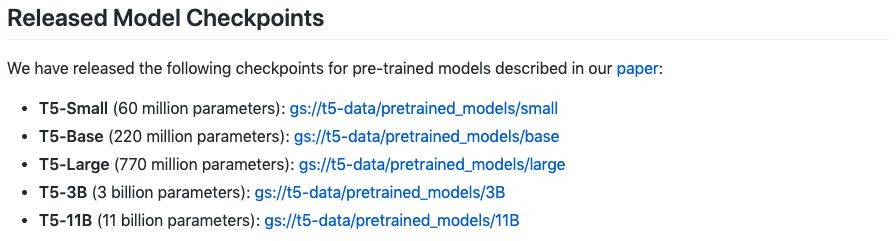 Released Model Checkpoints
We have released the following checkpoints for pre-trained models described in our paper:
• T5-Small (60 million parameters): gs://t5-data/pretrained_models/small
• T5-Base (220 million parameters): gs://t5-data/pretrained_models/base
• T5-Large (770 million parameters): gs://t5-data/pretrained_models/large
• T5-3B (3 billion parameters): gs://t5-data/pretrained_models/3B
• T5-11B (11 billion parameters): gs://t5-data/pretrained_models/11B